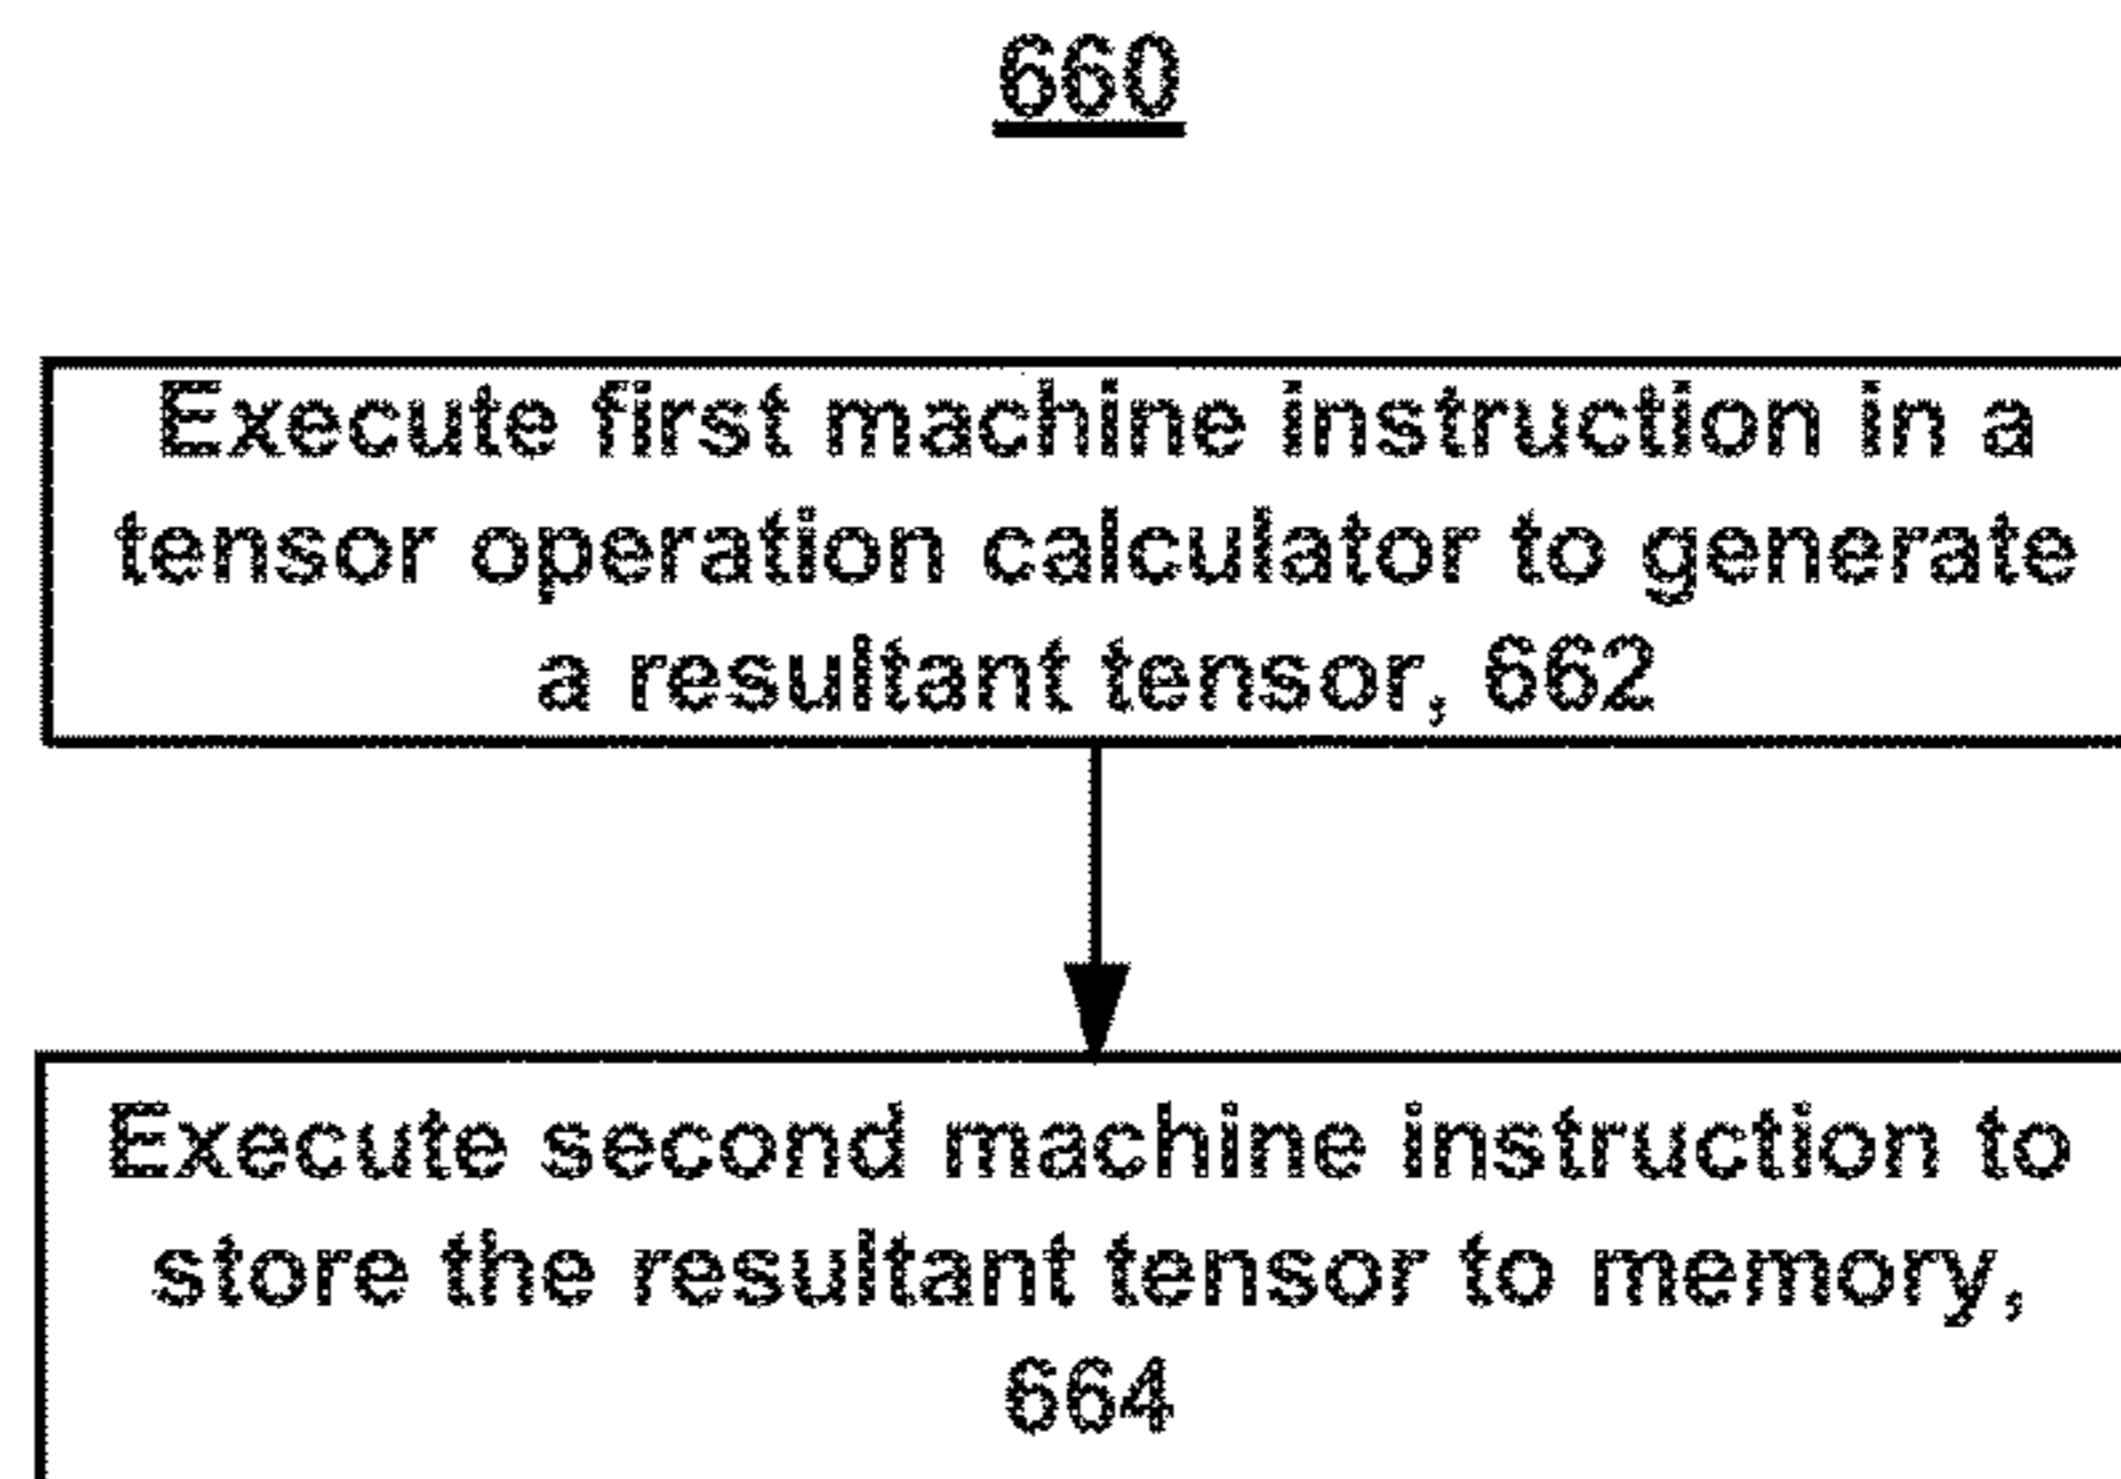 660
Execute first machine instruction in a
tensor operation calculator to generate
a resultant tensor, 662
Execute second machine instruction to
store the resultant tensor to memory,
664